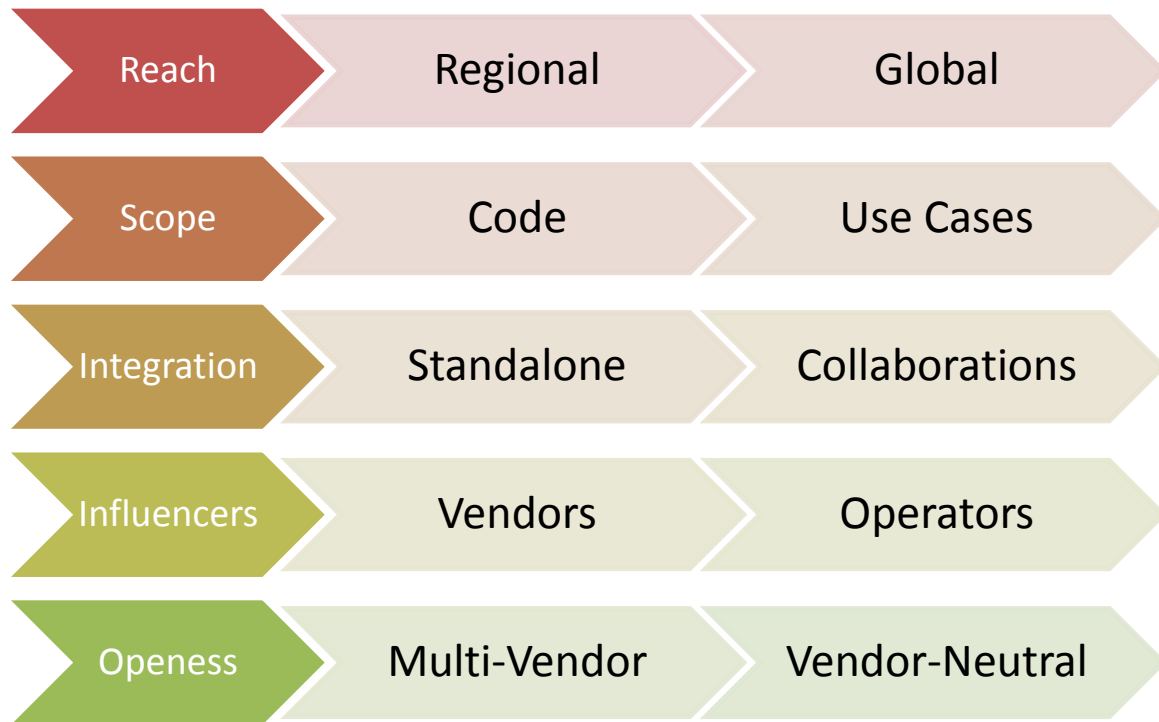 Reach Regional Global
Scope Code Use Cases
Integration Standalone Collaborations
Influencers Vendors Operators
Openess Multi-Vendor Vendor-Neutral